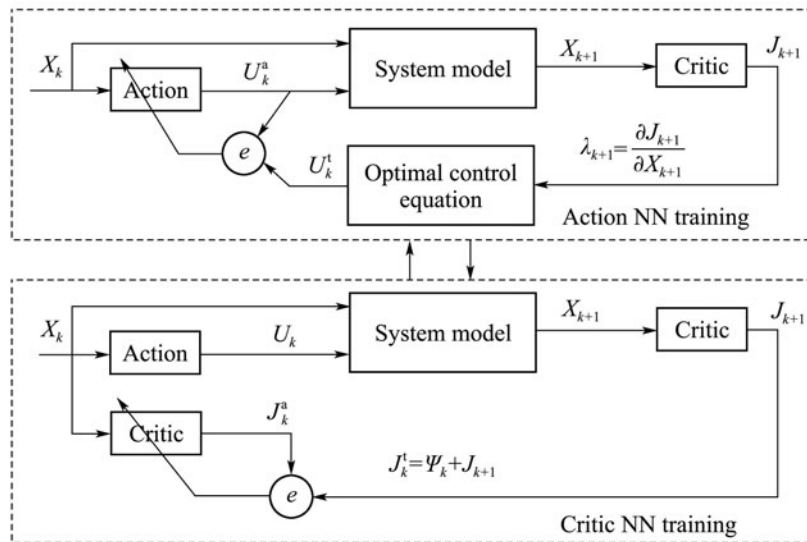 X_k
Action
U_k^a
System model
X_{k+1}
Critic
J_{k+1}
e
U_k^t
Optimal control
equation
λ_{k+1}=∂J_{k+1}/∂X_{k+1}
Action NN training
X_k
Action
U_k
System model
X_{k+1}
Critic
J_{k+1}
Critic
J_k^a
e
J_k^t=Ψ_k+J_{k+1}
Critic NN training